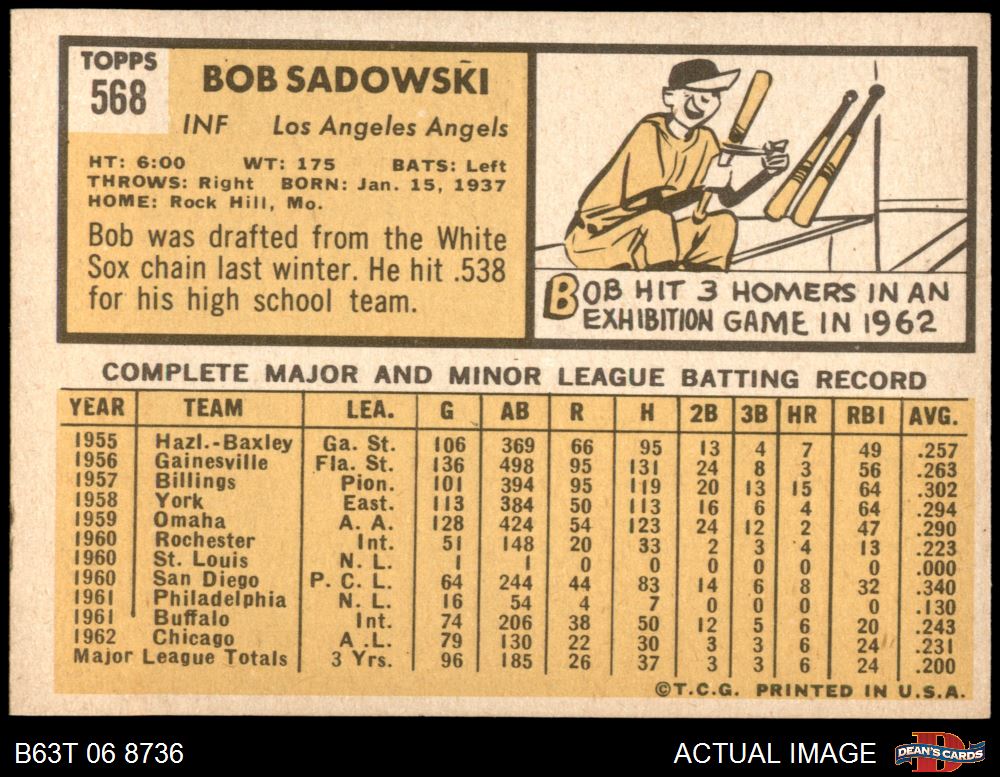 TOPPS
568
BOB SADOWSKI
INF Los Angeles Angels
HT: 6:00 WT: 175 BATS: Left
THROWS: Right BORN: Jan. 15, 1937
HOME: Rock Hill, Mo.
Bob was drafted from the White
Sox chain last winter. He hit .538
for his high school team.
BOB HIT 3 HOMERS IN AN
EXHIBITION GAME IN 1962
COMPLETE MAJOR AND MINOR LEAGUE BATTING RECORD
YEAR TEAM LEA. G AB R H 2B 3B HR RBI AVG.
1955 Hazl.-Baxley Ga. St. 106 369 66 95 13 4 7 49 .257
1956 Gainesville Fla. St. 136 498 95 131 24 8 3 56 .263
1957 Billings Pion. 101 394 95 119 20 13 15 64 .302
1958 York East. 113 384 50 113 16 6 4 64 .294
1959 Omaha A. A. 128 424 54 123 24 12 2 47 .290
1960 Rochester Int. 51 148 20 33 2 3 4 13 .223
1960 St. Louis N. L. 1 1 0 0 0 0 0 0 .000
1960 San Diego P. C. L. 64 244 44 83 14 6 8 32 .340
1961 Philadelphia N. L. 16 54 4 7 0 0 0 0 .130
1961 Buffalo Int. 74 206 38 50 12 5 6 20 .243
1962 Chicago A. L. 79 130 22 30 3 3 6 24 .231
Major League Totals 3 Yrs. 96 185 26 37 3 3 6 24 .200
©T.C.G. PRINTED IN U.S.A.
B63T 06 8736 ACTUAL IMAGE DEAN'S CARDS